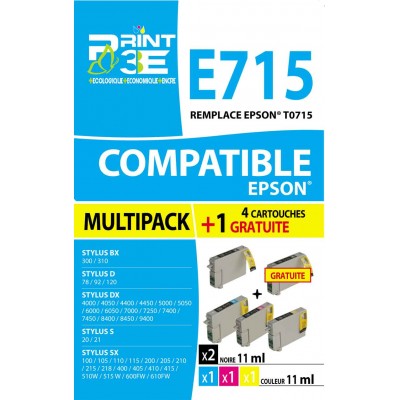 PRINT
3E
+ECOLOGIQUE+ECONOMIQUE+ENCRE
E715
REMPLACE EPSON® T0715
COMPATIBLE
EPSON®
MULTIPACK
4 CARTOUCHES
+1 GRATUITE
STYLUS BX
300 / 310
STYLUS D
78 / 92 / 120
STYLUS DX
4000 / 4050 / 4400 / 4450 / 5000 / 5050
/ 6000 / 6050 / 7000 / 7250 / 7400 /
7450 / 8400 / 8450 / 9400
STYLUS S
20 / 21
STYLUS SX
100 / 105 / 110 / 115 / 200 / 205 / 210
/ 215 / 218 / 400 / 405 / 410 / 415 /
510W / 515 W / 600FW / 610FW
GRATUITE
+
x2 NOIRE 11 ml
x1 x1 x1 COULEUR 11 ml